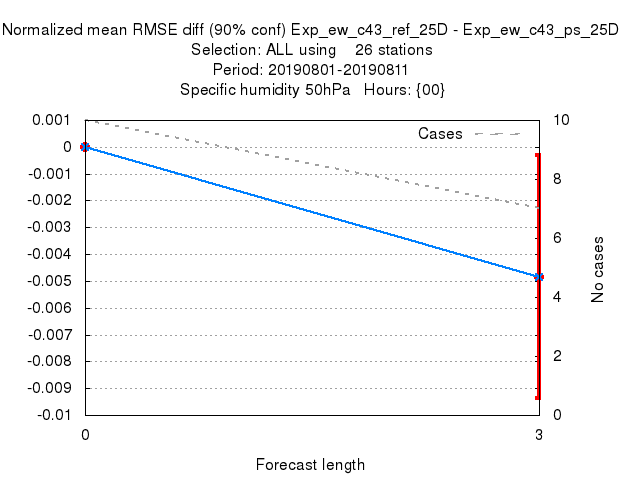 Normalized mean RMSE diff (90% conf) Exp_ew_c43_ref_25D - Exp_ew_c43_ps_25D
Selection: ALL using    26 stations
Period: 20190801-20190811
Specific humidity 50hPa   Hours: {00}
0.001
0
-0.001
-0.002
-0.003
-0.004
-0.005
-0.006
-0.007
-0.008
-0.009
-0.01
Cases
10
8
6
4
2
0
No cases
0
3
Forecast length